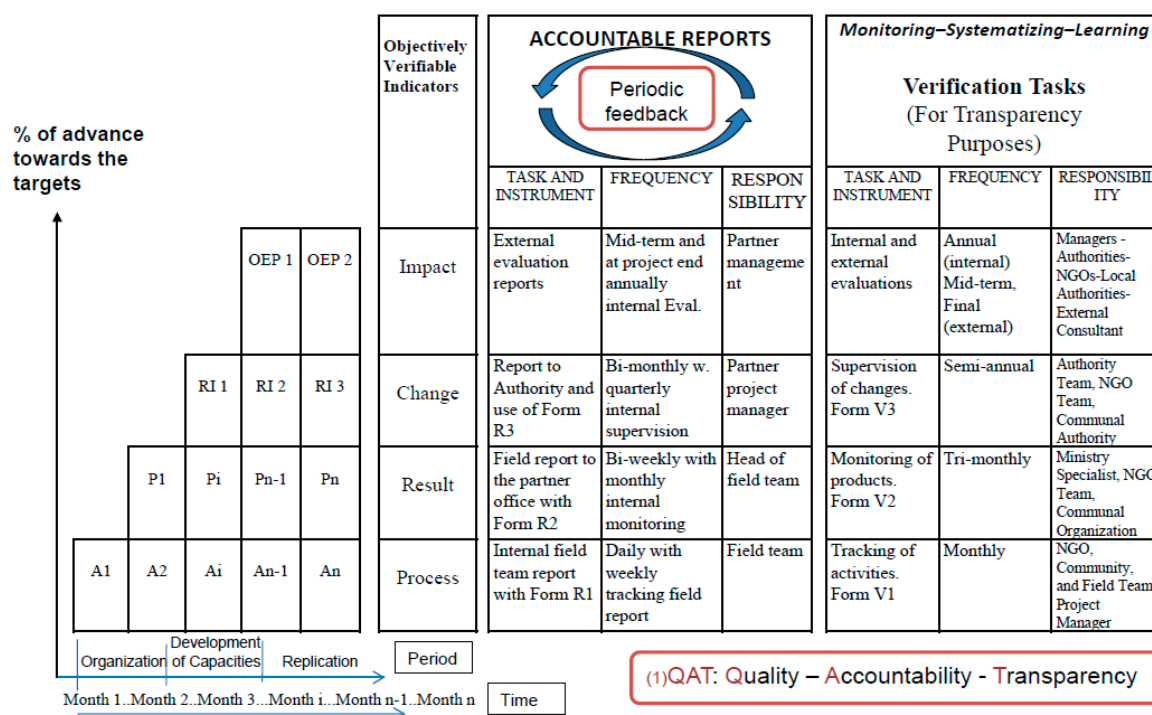 % of advance
towards the
targets
Objectively
Verifiable
Indicators
ACCOUNTABLE REPORTS
Periodic
feedback
Monitoring–Systematizing–Learning
Verification Tasks
(For Transparency
Purposes)
TASK AND
INSTRUMENT
FREQUENCY
RESPON
SIBILITY
TASK AND
INSTRUMENT
FREQUENCY
RESPONSIBIL
ITY
OEP 1
OEP 2
Impact
External
evaluation
reports
Mid-term and
at project end
annually
internal Eval.
Partner
manageme
nt
Internal and
external
evaluations
Annual
(internal)
Mid-term,
Final
(external)
Managers -
Authorities-
NGOs-Local
Authorities-
External
Consultant
RI 1
RI 2
RI 3
Change
Report to
Authority and
use of Form
R3
Bi-monthly w.
quarterly
internal
supervision
Partner
project
manager
Supervision
of changes.
Form V3
Semi-annual
Authority
Team, NGO
Team,
Communal
Authority
P1
Pi
Pn-1
Pn
Result
Field report to
the partner
office with
Form R2
Bi-weekly with
monthly
internal
monitoring
Head of
field team
Monitoring of
products.
Form V2
Tri-monthly
Ministry
Specialist, NGO
Team,
Communal
Organization
A1
A2
Ai
An-1
An
Process
Internal field
team report
with Form R1
Daily with
weekly
tracking field
report
Field team
Tracking of
activities.
Form V1
Monthly
NGO,
Community,
and Field Team
Project
Manager
Organization
Development
of Capacities
Replication
Period
Month 1..Month 2..Month 3...Month i...Month n-1..Month n
Time
(1)QAT: Quality – Accountability - Transparency